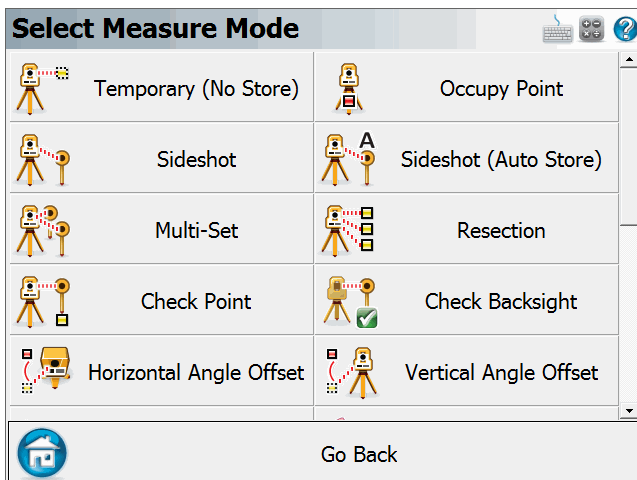 Select Measure Mode
Temporary (No Store)
Occupy Point
Sideshot
A
Sideshot (Auto Store)
Multi-Set
Resection
Check Point
Check Backsight
Horizontal Angle Offset
Vertical Angle Offset
Go Back